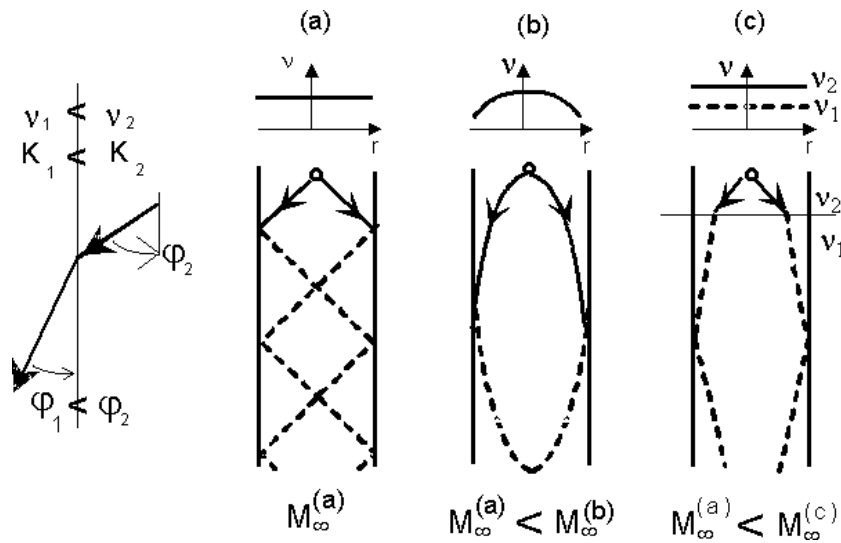 (a) (b) (c)
ν ν ν ν₂
ν₁
r r r
ν₁ < ν₂
K₁ < K₂
φ₂
φ₁ < φ₂
ν₂
ν₁
M∞^(a) M∞^(a) < M∞^(b) M∞^(a) < M∞^(c)